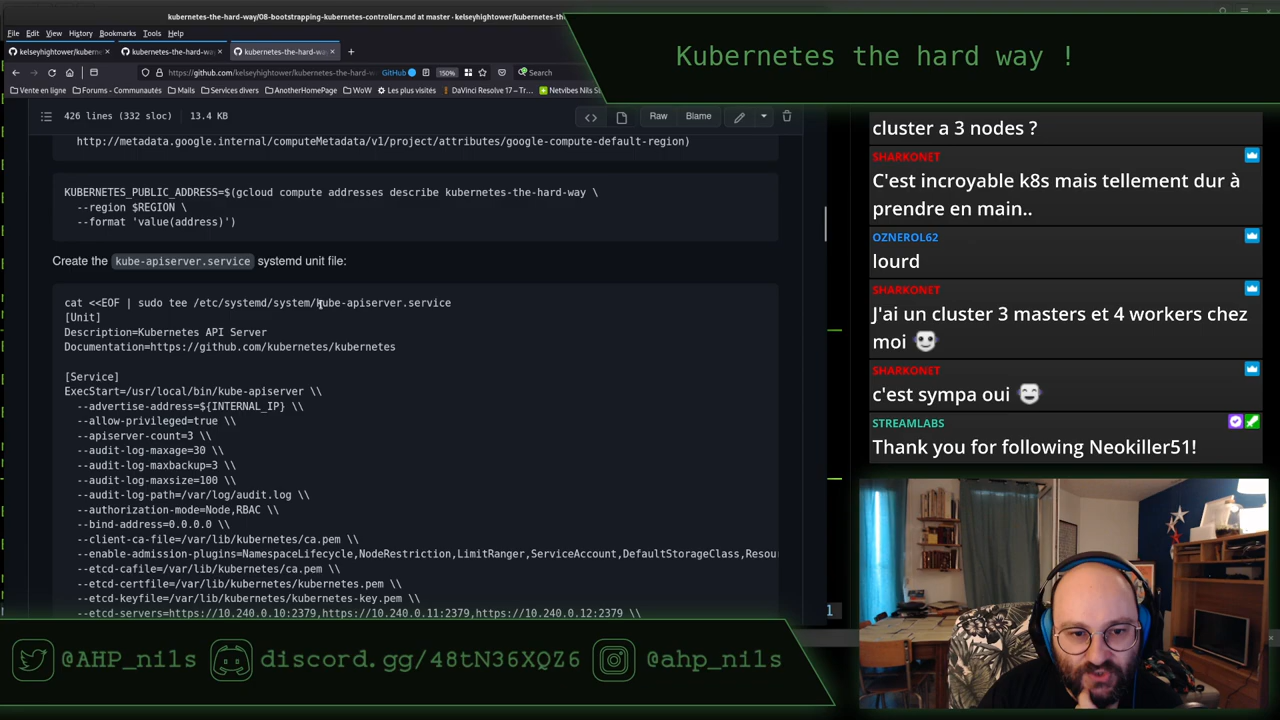 kubernetes-the-hard-way/08-bootstrapping-kubernetes-controllers.md at master · kelseyhightower/kubernetes-th
File Edit View History Bookmarks Tools Help
kelseyhightower/kuberne
kubernetes-the-hard-way
kubernetes-the-hard-way
https://github.com/kelseyhightower/kubernetes-the-hard-w
GitHub
150%
Search
Vente en ligne
Forums - Communautés
Mails
Services divers
AnotherHomePage
WoW
Les plus visités
DaVinci Resolve 17 – Tr…
Netvibes Nils S
Kubernetes the hard way !
426 lines (332 sloc) 13.4 KB
Raw
Blame
http://metadata.google.internal/computeMetadata/v1/project/attributes/google-compute-default-region)
KUBERNETES_PUBLIC_ADDRESS=$(gcloud compute addresses describe kubernetes-the-hard-way \
--region $REGION \
--format 'value(address)')
Create the kube-apiserver.service systemd unit file:
cat <<EOF | sudo tee /etc/systemd/system/kube-apiserver.service
[Unit]
Description=Kubernetes API Server
Documentation=https://github.com/kubernetes/kubernetes
[Service]
ExecStart=/usr/local/bin/kube-apiserver \\
--advertise-address=${INTERNAL_IP} \\
--allow-privileged=true \\
--apiserver-count=3 \\
--audit-log-maxage=30 \\
--audit-log-maxbackup=3 \\
--audit-log-maxsize=100 \\
--audit-log-path=/var/log/audit.log \\
--authorization-mode=Node,RBAC \\
--bind-address=0.0.0.0 \\
--client-ca-file=/var/lib/kubernetes/ca.pem \\
--enable-admission-plugins=NamespaceLifecycle,NodeRestriction,LimitRanger,ServiceAccount,DefaultStorageClass,Resou
--etcd-cafile=/var/lib/kubernetes/ca.pem \\
--etcd-certfile=/var/lib/kubernetes/kubernetes.pem \\
--etcd-keyfile=/var/lib/kubernetes/kubernetes-key.pem \\
--etcd-servers=https://10.240.0.10:2379,https://10.240.0.11:2379,https://10.240.0.12:2379 \\
cluster a 3 nodes ?
SHARKONET
C'est incroyable k8s mais tellement dur à
prendre en main..
OZNEROL62
lourd
SHARKONET
J'ai un cluster 3 masters et 4 workers chez
moi
SHARKONET
c'est sympa oui
STREAMLABS
Thank you for following Neokiller51!
@AHP_nils
discord.gg/48tN36XQZ6
@ahp_nils